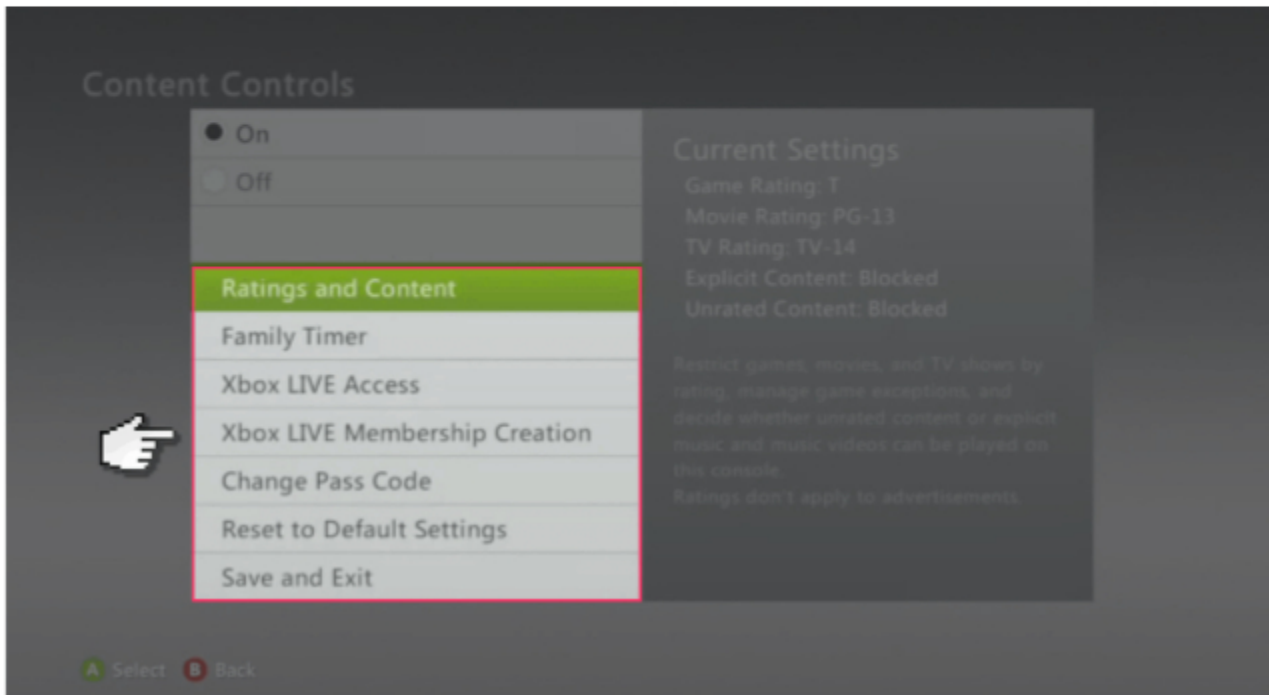 Content Controls
On
Off
Ratings and Content
Family Timer
Xbox LIVE Access
Xbox LIVE Membership Creation
Change Pass Code
Reset to Default Settings
Save and Exit
Current Settings
Game Rating: T
Movie Rating: PG-13
TV Rating: TV-14
Explicit Content: Blocked
Unrated Content: Blocked
Restrict games, movies, and TV shows by
rating, manage game exceptions, and
decide whether unrated content or explicit
music and music videos can be played on
this console.
Ratings don't apply to advertisements.
A Select B Back